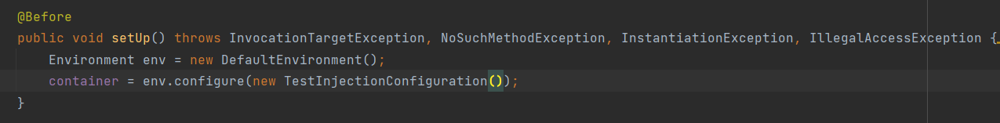 @Before
public void setUp() throws InvocationTargetException, NoSuchMethodException, InstantiationException, IllegalAccessException {
Environment env = new DefaultEnvironment();
container = env.configure(new TestInjectionConfiguration());
}